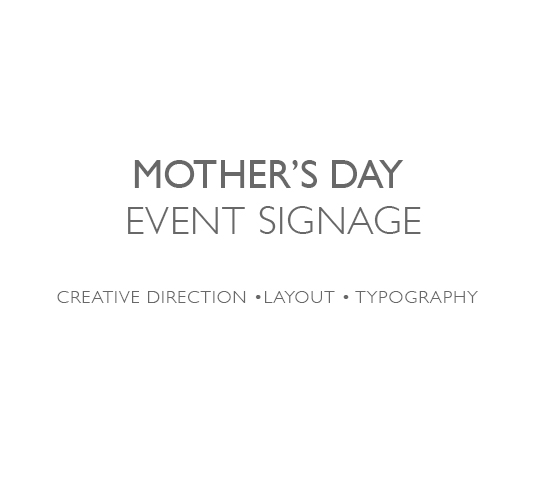 MOTHER’S DAY
EVENT SIGNAGE
CREATIVE DIRECTION •LAYOUT • TYPOGRAPHY